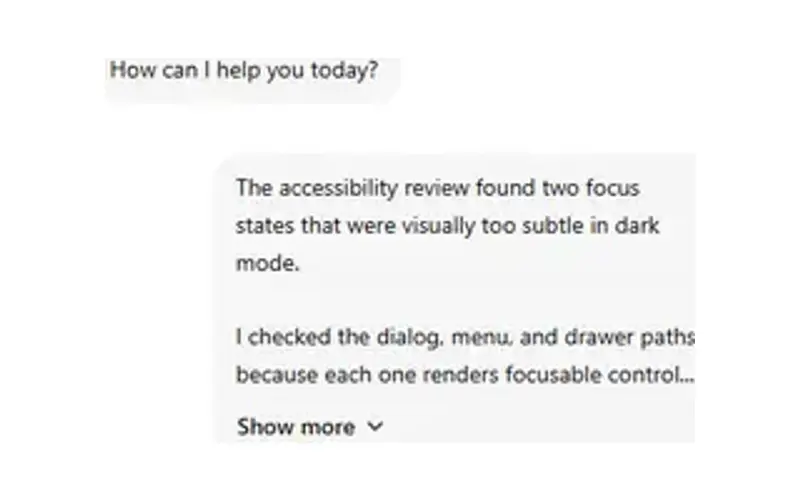 How can I help you today?
The accessibility review found two focus
states that were visually too subtle in dark
mode.
I checked the dialog, menu, and drawer paths
because each one renders focusable control...
Show more